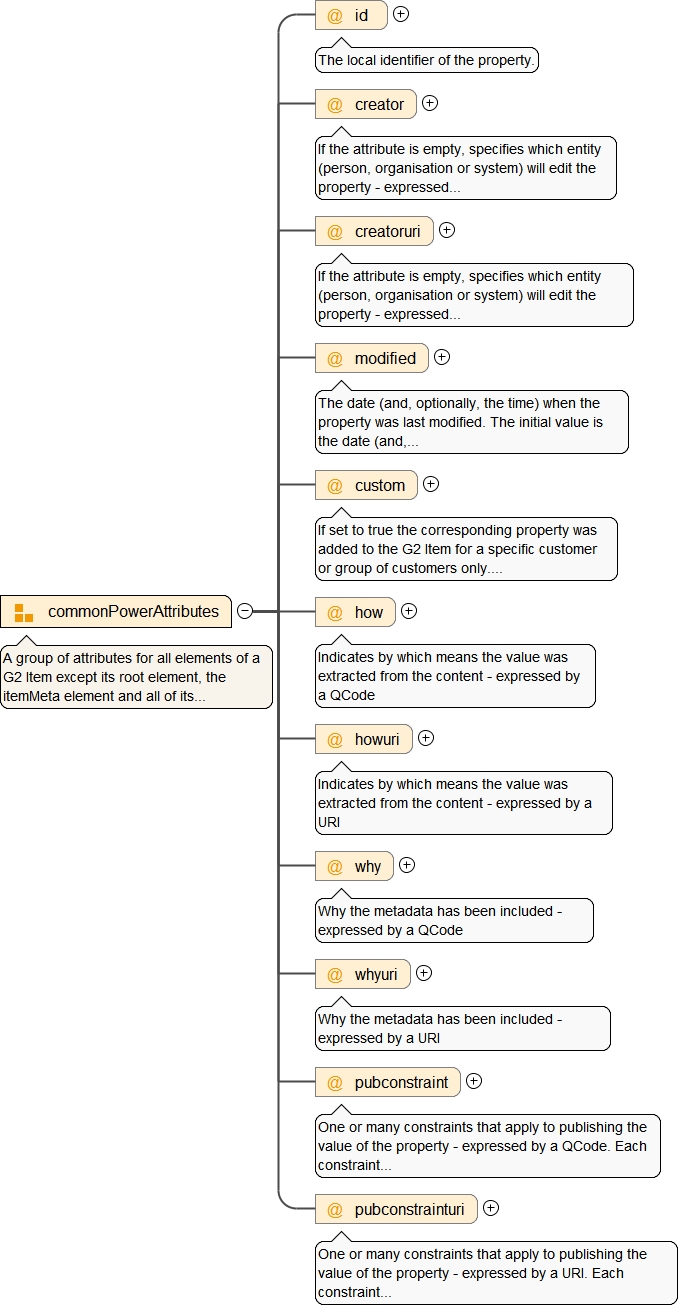 @ id
The local identifier of the property.
@ creator
If the attribute is empty, specifies which entity
(person, organisation or system) will edit the
property - expressed...
@ creatoruri
If the attribute is empty, specifies which entity
(person, organisation or system) will edit the
property - expressed...
@ modified
The date (and, optionally, the time) when the
property was last modified. The initial value is
the date (and,...
@ custom
If set to true the corresponding property was
added to the G2 Item for a specific customer
or group of customers only....
commonPowerAttributes
A group of attributes for all elements of a
G2 Item except its root element, the
itemMeta element and all of its...
@ how
Indicates by which means the value was
extracted from the content - expressed by
a QCode
@ howuri
Indicates by which means the value was
extracted from the content - expressed by a
URI
@ why
Why the metadata has been included -
expressed by a QCode
@ whyuri
Why the metadata has been included -
expressed by a URI
@ pubconstraint
One or many constraints that apply to publishing the
value of the property - expressed by a QCode. Each
constraint...
@ pubconstrainturi
One or many constraints that apply to publishing the
value of the property - expressed by a URI. Each
constraint...